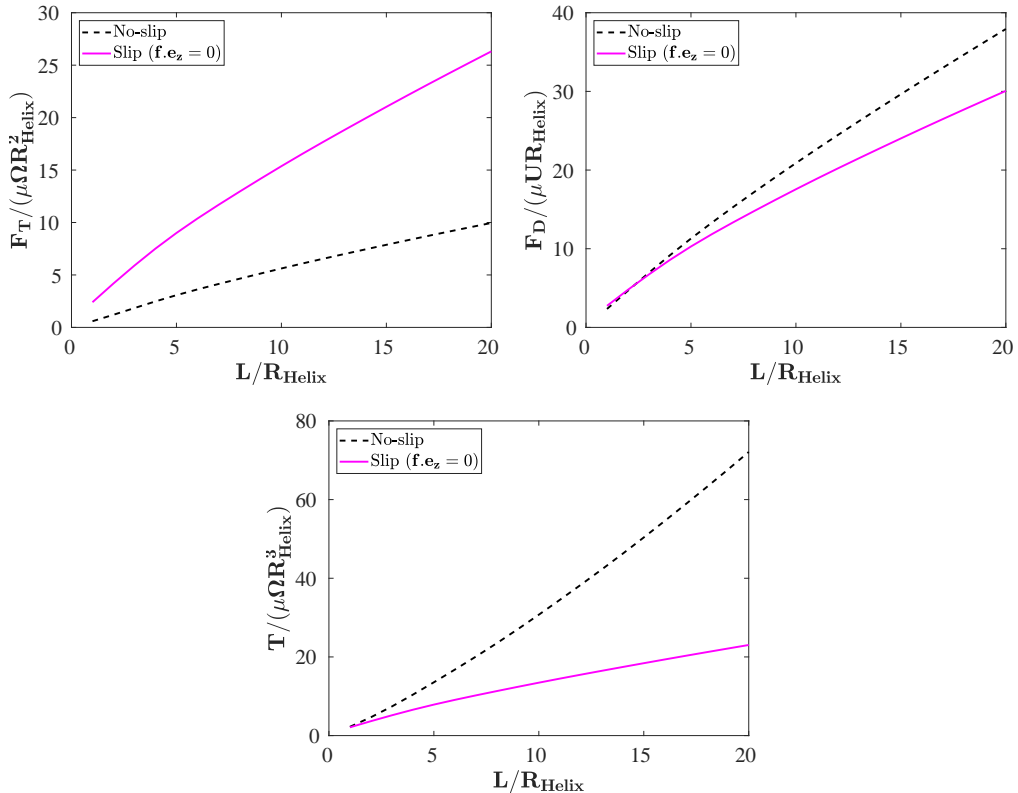 No-slip
Slip (f.e_z = 0)
F_T/(μΩR²_Helix)
30
25
20
15
10
5
0
0 5 10 15 20
L/R_Helix
No-slip
Slip (f.e_z = 0)
F_D/(μUR_Helix)
40
30
20
10
0
0 5 10 15 20
L/R_Helix
No-slip
Slip (f.e_z = 0)
T/(μΩR³_Helix)
80
60
40
20
0
0 5 10 15 20
L/R_Helix